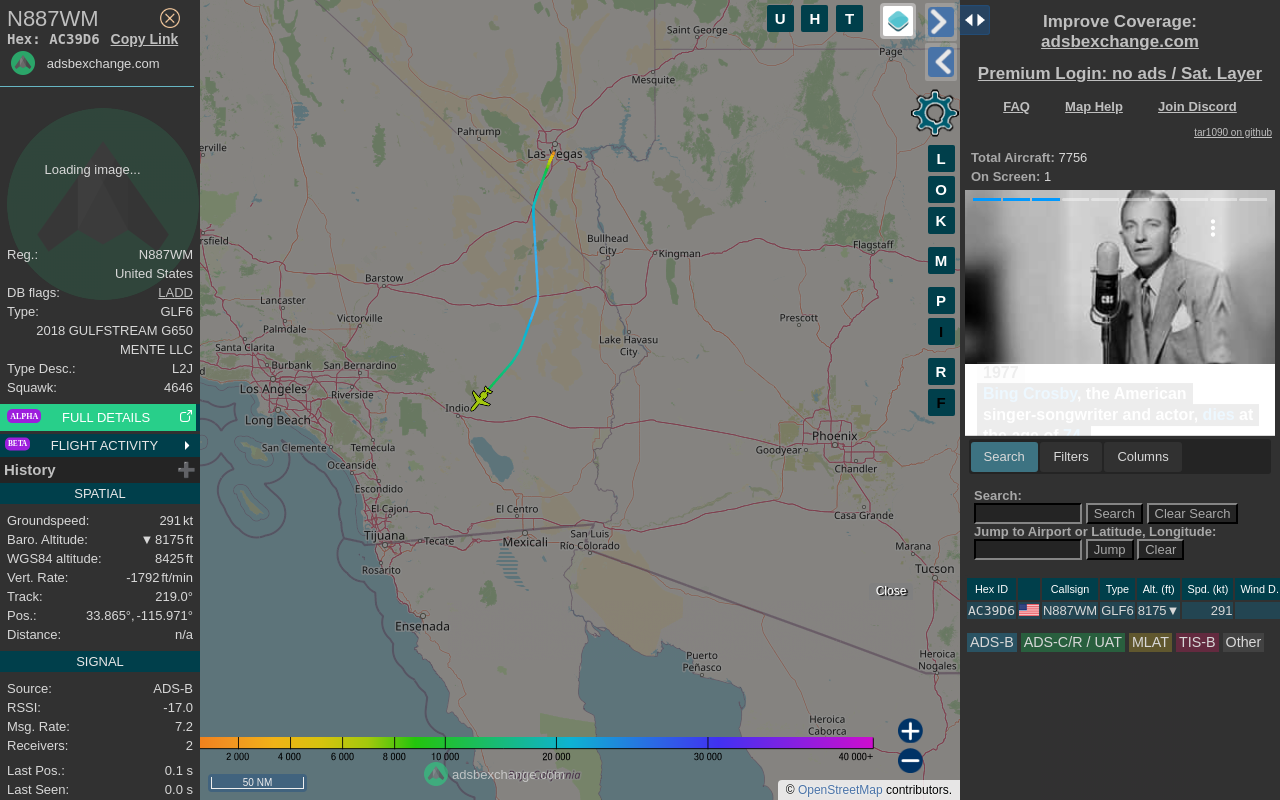 N887WM
Hex: AC39D6 Copy Link
adsbexchange.com
Loading image...
Reg.: N887WM
United States
DB flags: LADD
Type: GLF6
2018 GULFSTREAM G650
MENTE LLC
Type Desc.: L2J
Squawk: 4646
ALPHA FULL DETAILS
BETA FLIGHT ACTIVITY
History
SPATIAL
Groundspeed: 291 kt
Baro. Altitude: ▼ 8175 ft
WGS84 altitude: 8425 ft
Vert. Rate: -1792 ft/min
Track: 219.0°
Pos.: 33.865°, -115.971°
Distance: n/a
SIGNAL
Source: ADS-B
RSSI: -17.0
Msg. Rate: 7.2
Receivers: 2
Last Pos.: 0.1 s
Last Seen: 0.0 s
U H T
Saint George
Page
Mesquite
Pahrump
Las Vegas
erville
L
O
K
M
P
I
R
F
rsfield
Bullhead
City
Kingman
Flagstaff
Barstow
Lancaster
Victorville
Palmdale
Prescott
Santa Clarita
Lake Havasu
City
Burbank
San Bernardino
d
Los Angeles
Riverside
Indio
Long Beach
Phoenix
San Clemente
Temecula
Goodyear
Oceanside
Chandler
Escondido
El Cajon
El Centro
Casa Grande
Tijuana
Tecate
Mexicali
San Luis
Río Colorado
Marana
Rosarito
Tucson
Close
Ensenada
Puerto
Peñasco
Heroica
Nogales
Heroica
Caborca
2 000 4 000 6 000 8 000 10 000 20 000 30 000 40 000+
adsbexchange.com
50 NM
© OpenStreetMap contributors.
Improve Coverage:
adsbexchange.com
Premium Login: no ads / Sat. Layer
FAQ Map Help Join Discord
tar1090 on github
Total Aircraft: 7756
On Screen: 1
CBS
1977
Bing Crosby, the American
singer-songwriter and actor, dies at
the age of 74.
Search Filters Columns
Search:
Search Clear Search
Jump to Airport or Latitude, Longitude:
Jump Clear
Hex ID Callsign Type Alt. (ft) Spd. (kt) Wind D.
AC39D6 N887WM GLF6 8175▼ 291
ADS-B ADS-C/R / UAT MLAT TIS-B Other